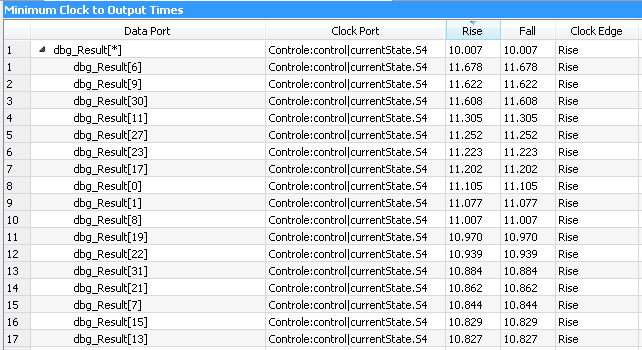 Minimum Clock to Output Times
Data Port Clock Port Rise Fall Clock Edge
1 dbg_Result[*] Controle:control|currentState.S4 10.007 10.007 Rise
1 dbg_Result[6] Controle:control|currentState.S4 11.678 11.678 Rise
2 dbg_Result[9] Controle:control|currentState.S4 11.622 11.622 Rise
3 dbg_Result[30] Controle:control|currentState.S4 11.608 11.608 Rise
4 dbg_Result[11] Controle:control|currentState.S4 11.305 11.305 Rise
5 dbg_Result[27] Controle:control|currentState.S4 11.252 11.252 Rise
6 dbg_Result[23] Controle:control|currentState.S4 11.223 11.223 Rise
7 dbg_Result[17] Controle:control|currentState.S4 11.202 11.202 Rise
8 dbg_Result[0] Controle:control|currentState.S4 11.105 11.105 Rise
9 dbg_Result[1] Controle:control|currentState.S4 11.077 11.077 Rise
10 dbg_Result[8] Controle:control|currentState.S4 11.007 11.007 Rise
11 dbg_Result[19] Controle:control|currentState.S4 10.970 10.970 Rise
12 dbg_Result[22] Controle:control|currentState.S4 10.939 10.939 Rise
13 dbg_Result[31] Controle:control|currentState.S4 10.884 10.884 Rise
14 dbg_Result[21] Controle:control|currentState.S4 10.862 10.862 Rise
15 dbg_Result[7] Controle:control|currentState.S4 10.844 10.844 Rise
16 dbg_Result[15] Controle:control|currentState.S4 10.829 10.829 Rise
17 dbg_Result[13] Controle:control|currentState.S4 10.827 10.827 Rise